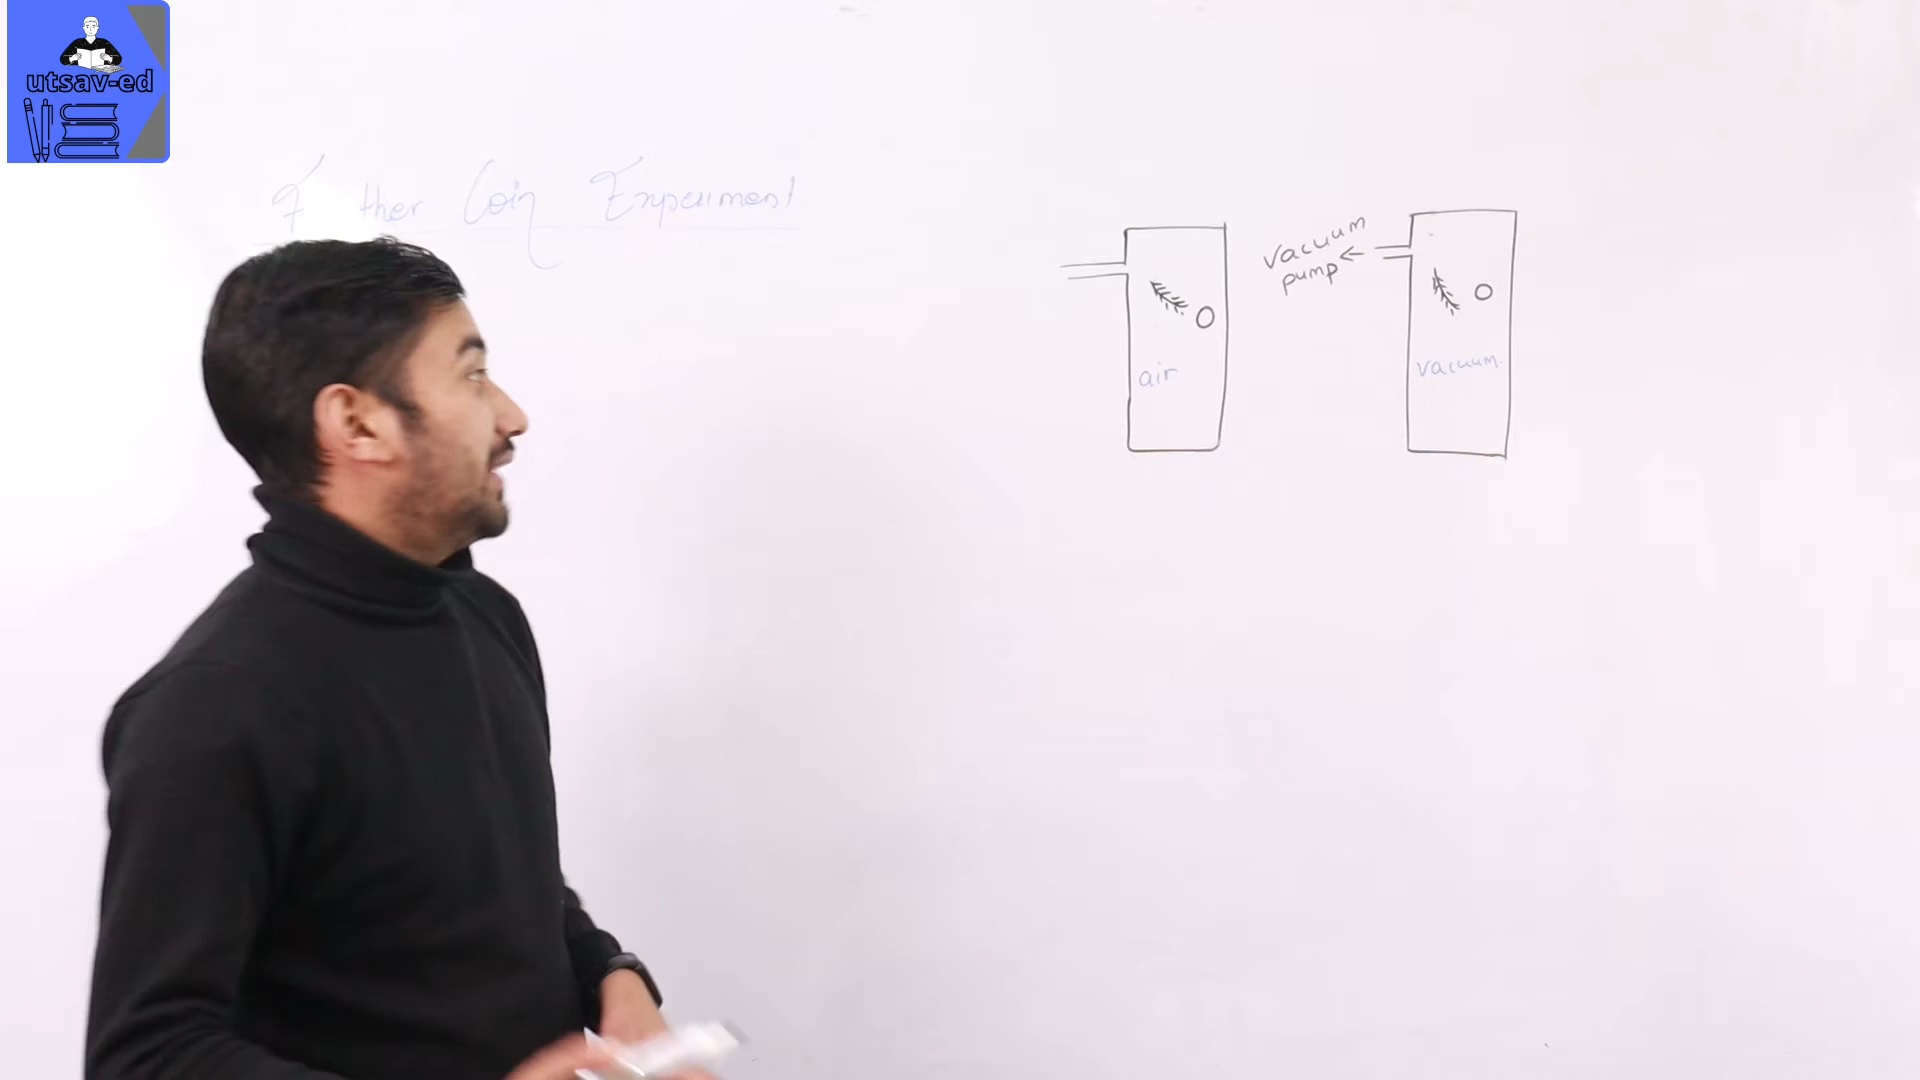 utsav-ed
F ther Coin Experiment
vacuum
pump
air
vacuum